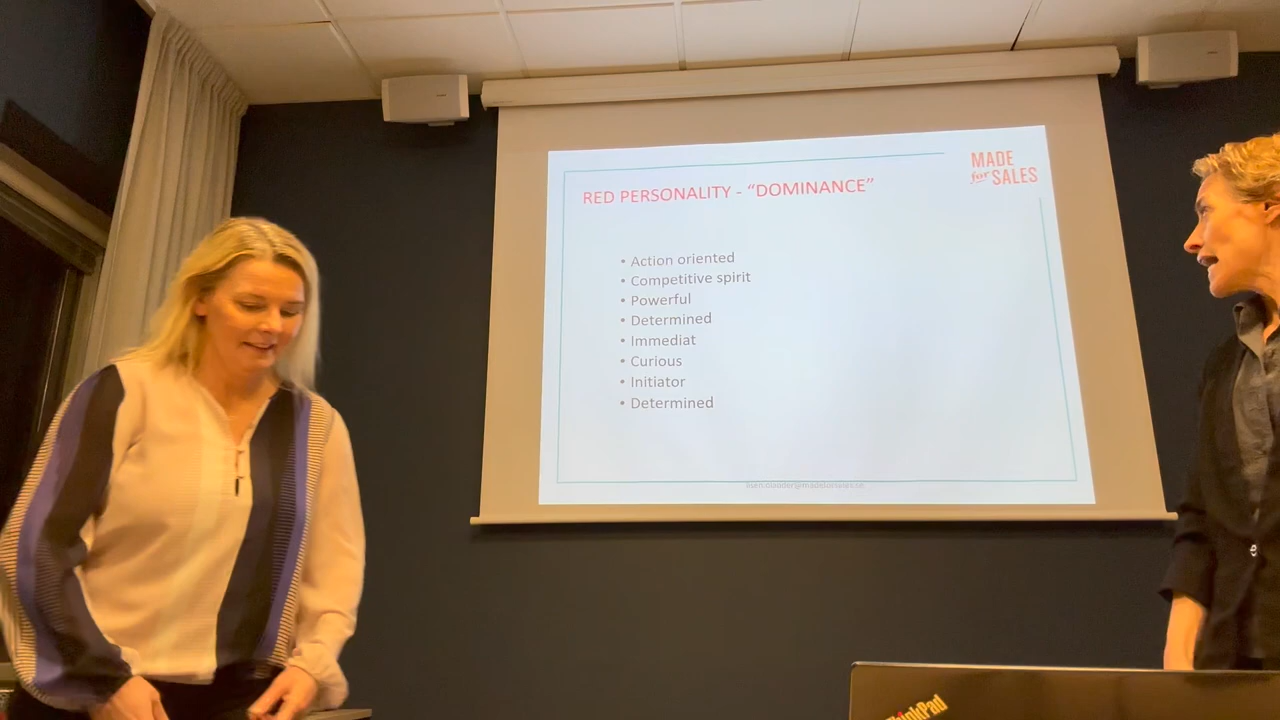 MADE
for SALES
RED PERSONALITY - “DOMINANCE”
• Action oriented
• Competitive spirit
• Powerful
• Determined
• Immediat
• Curious
• Initiator
• Determined
ThinkPad